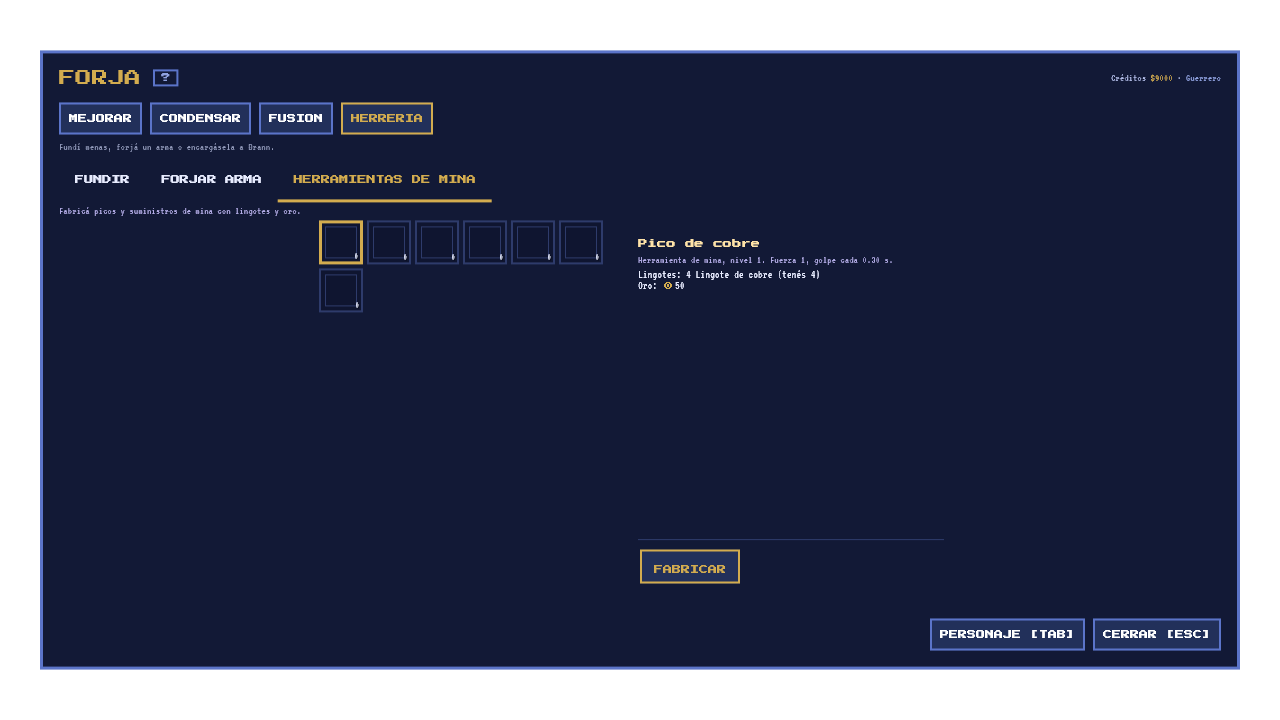 FORJA ?
Créditos $9000 · Guerrero
MEJORAR CONDENSAR FUSION HERRERIA
Fundí menas, forjá un arma o encargásela a Brann.
FUNDIR FORJAR ARMA HERRAMIENTAS DE MINA
Fabricá picos y suministros de mina con lingotes y oro.
Pico de cobre
Herramienta de mina, nivel 1. Fuerza 1, golpe cada 0.30 s.
Lingotes: 4 Lingote de cobre (tenés 4)
Oro: 50
FABRICAR
PERSONAJE [TAB] CERRAR [ESC]